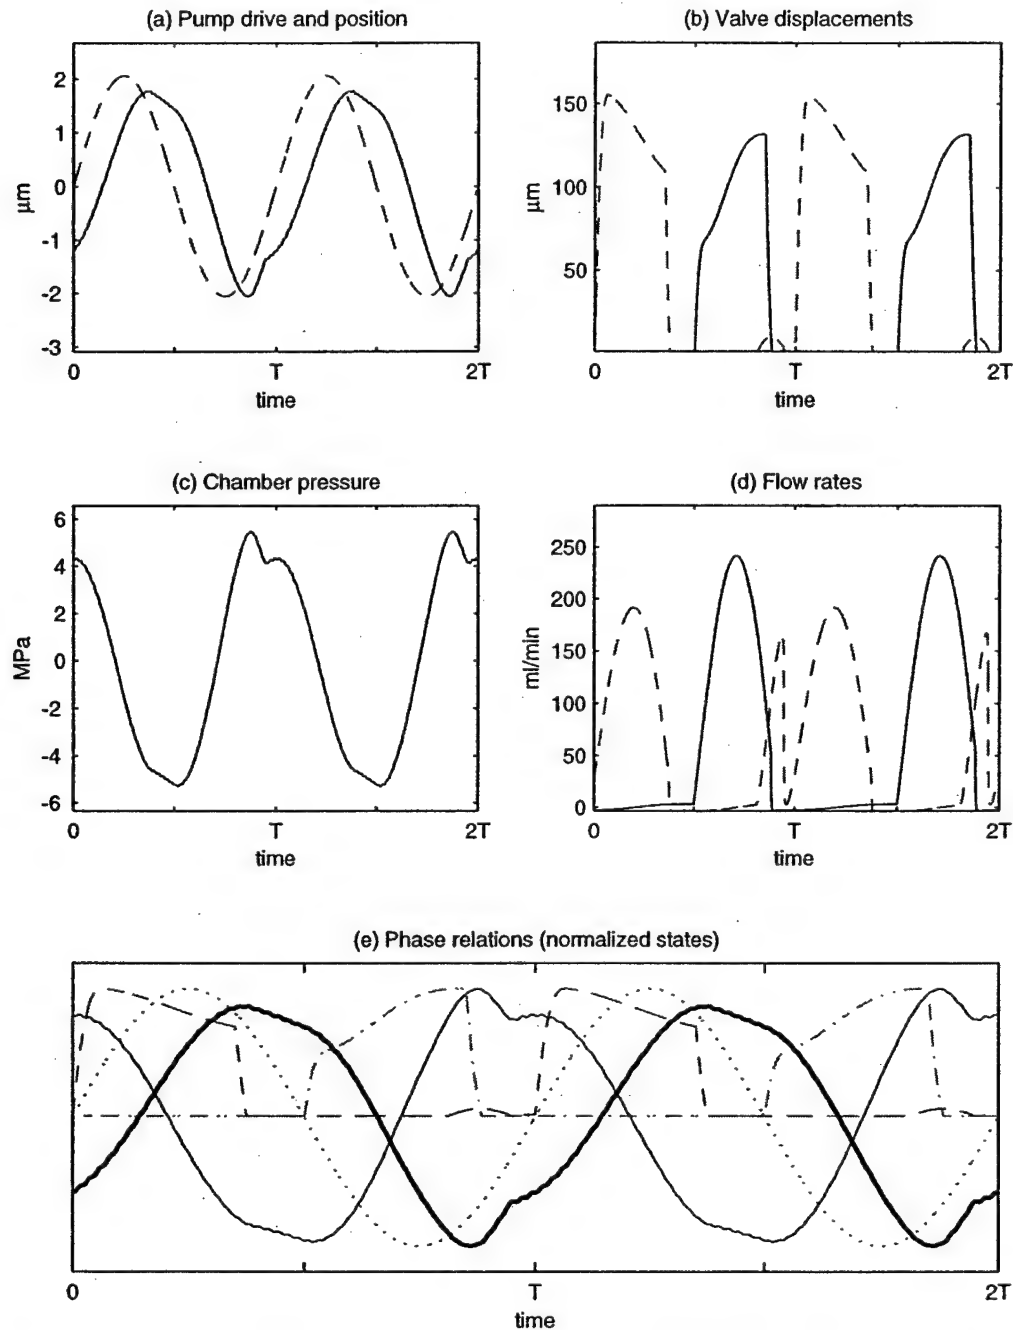 (a) Pump drive and position
2
1
0
-1
-2
-3
μm
0
T
2T
time
(b) Valve displacements
150
100
50
μm
0
T
2T
time
(c) Chamber pressure
6
4
2
0
-2
-4
-6
MPa
0
T
2T
time
(d) Flow rates
250
200
150
100
50
0
ml/min
0
T
2T
time
(e) Phase relations (normalized states)
0
T
2T
time